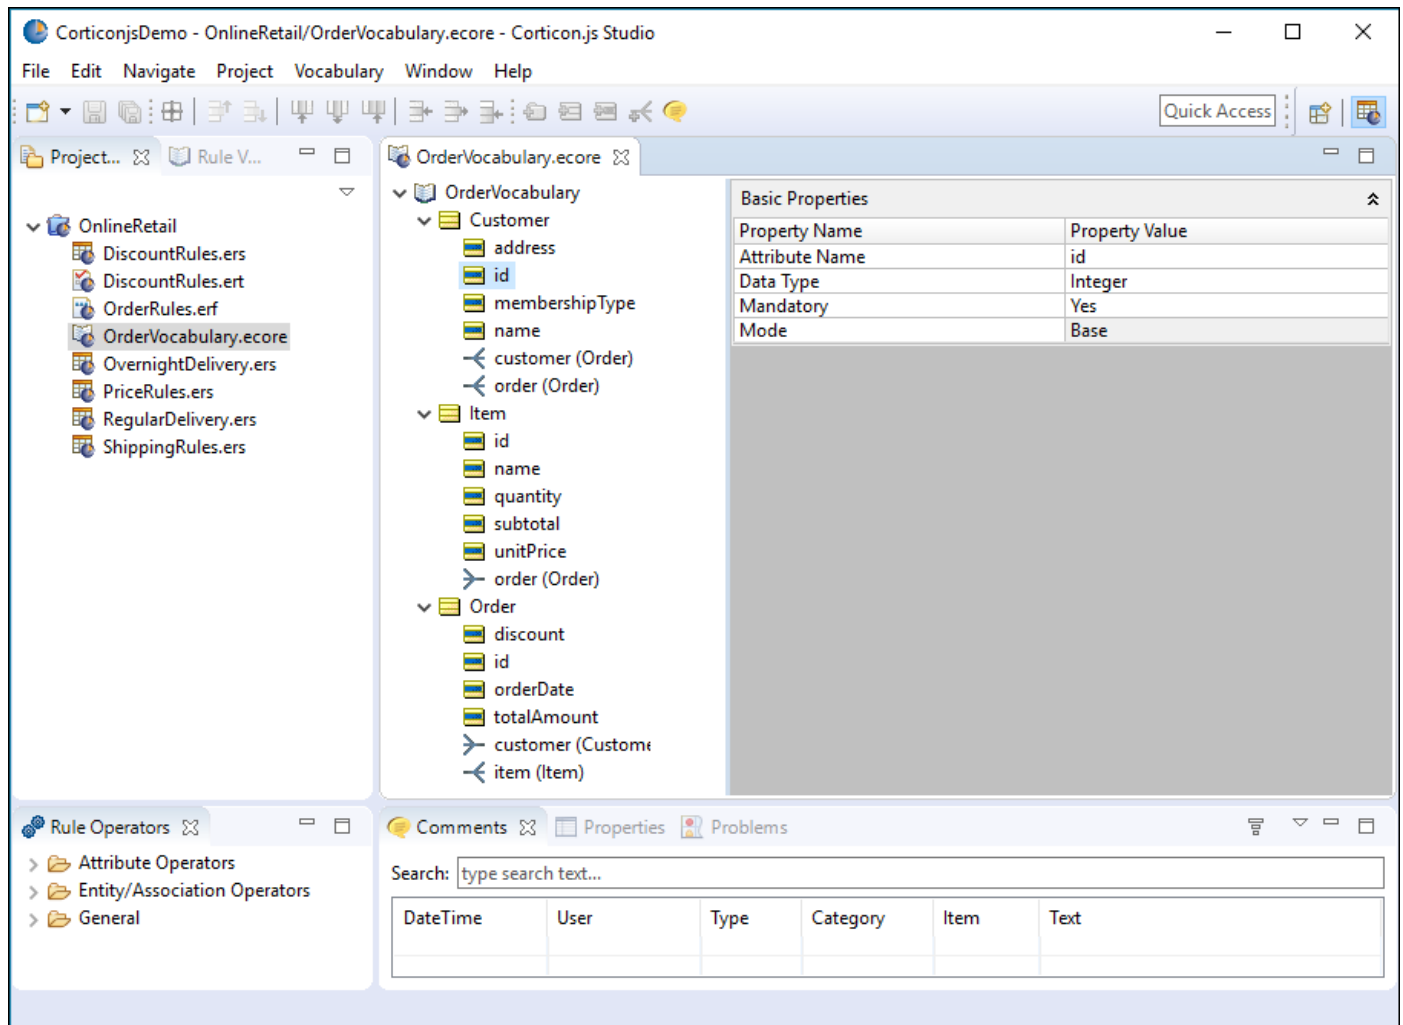 CorticonjsDemo - OnlineRetail/OrderVocabulary.ecore - Corticon.js Studio
File Edit Navigate Project Vocabulary Window Help
Quick Access
Project... Rule V...
OnlineRetail
DiscountRules.ers
DiscountRules.ert
OrderRules.erf
OrderVocabulary.ecore
OvernightDelivery.ers
PriceRules.ers
RegularDelivery.ers
ShippingRules.ers
OrderVocabulary.ecore
OrderVocabulary
Customer
address
id
membershipType
name
customer (Order)
order (Order)
Item
id
name
quantity
subtotal
unitPrice
order (Order)
Order
discount
id
orderDate
totalAmount
customer (Custome
item (Item)
Basic Properties
Property Name Property Value
Attribute Name id
Data Type Integer
Mandatory Yes
Mode Base
Rule Operators
Attribute Operators
Entity/Association Operators
General
Comments Properties Problems
Search: type search text...
DateTime User Type Category Item Text